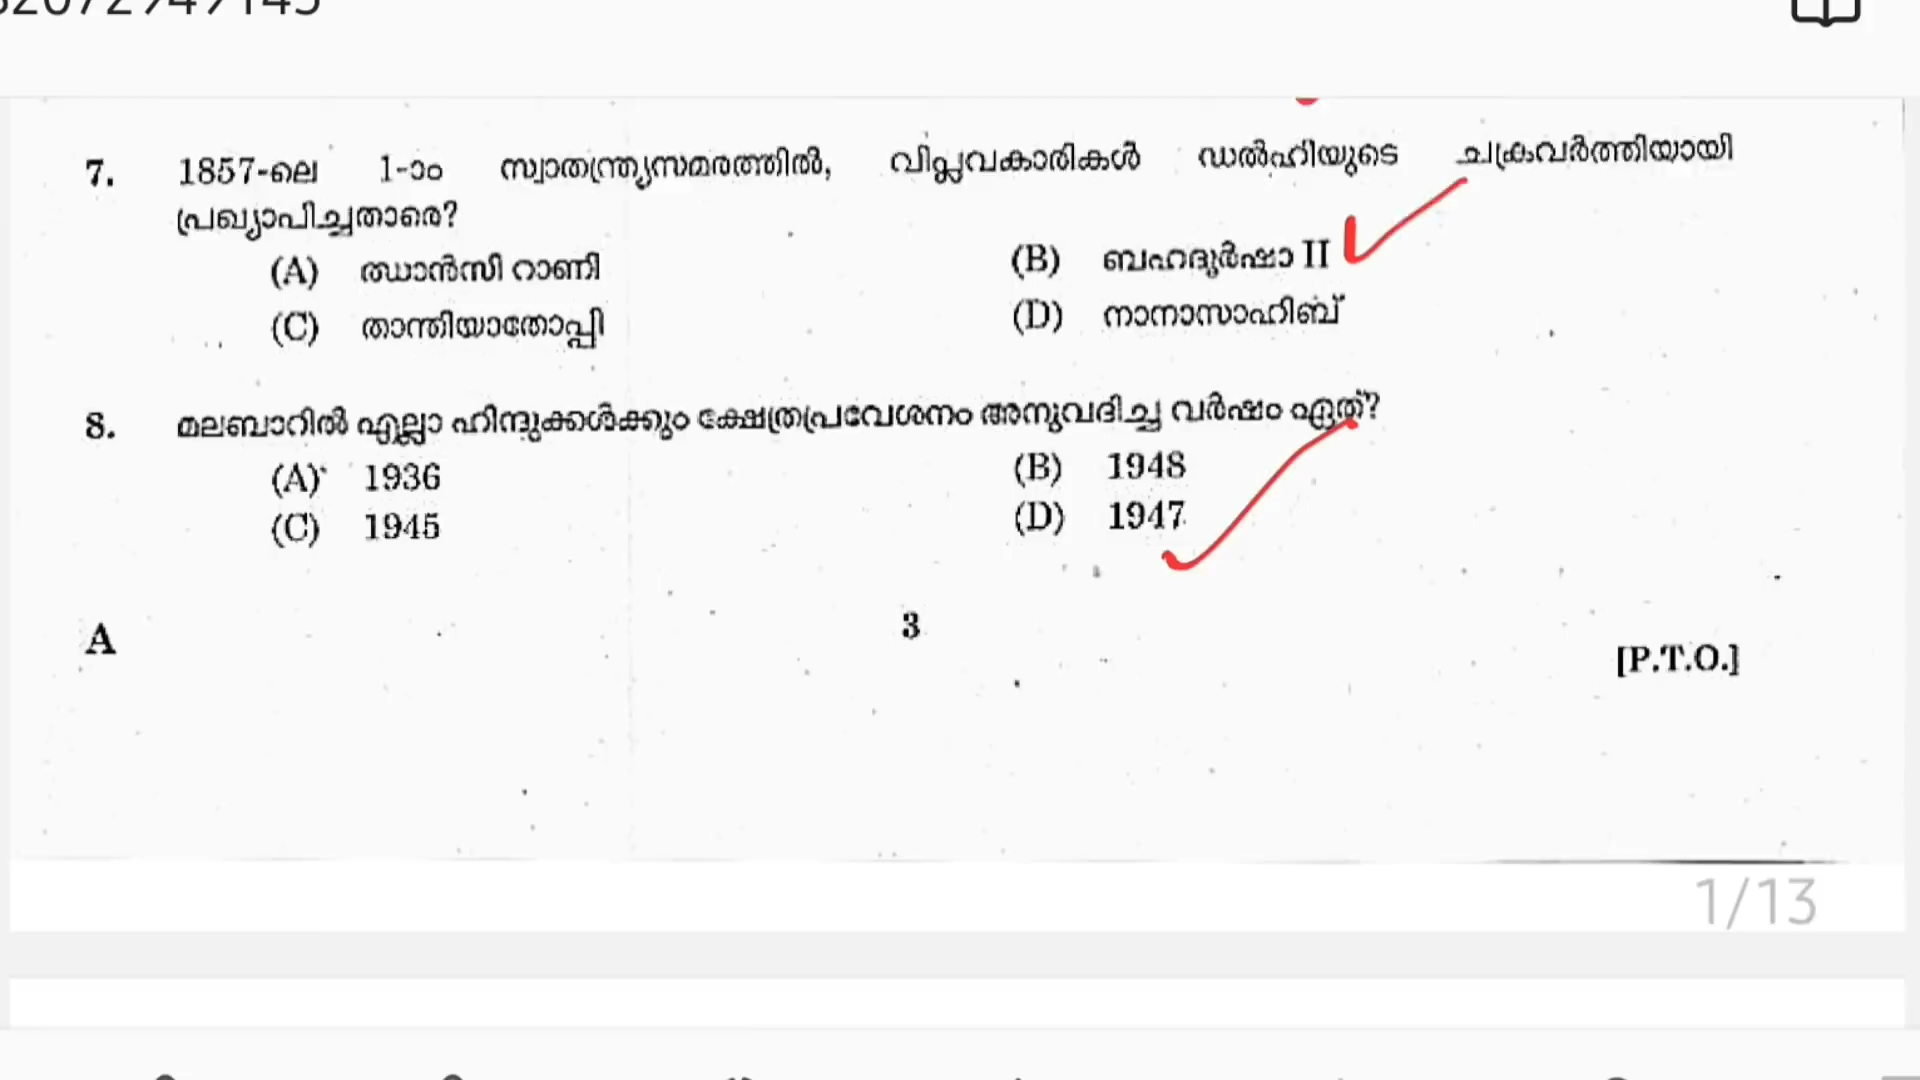 7. 1857-ലെ 1-ാം സ്വാതന്ത്ര്യസമരത്തിൽ, വിപ്ലവകാരികൾ ഡൽഹിയുടെ ചക്രവർത്തിയായി
പ്രഖ്യാപിച്ചതാരെ?
(A) ഝാൻസി റാണി (B) ബഹദൂർഷാ II
(C) താന്തിയാതോപ്പി (D) നാനാസാഹിബ്
8. മലബാറിൽ എല്ലാ ഹിന്ദുക്കൾക്കും ക്ഷേത്രപ്രവേശനം അനുവദിച്ച വർഷം ഏത്?
(A) 1936 (B) 1948
(C) 1945 (D) 1947
A 3 [P.T.O.]
1/13